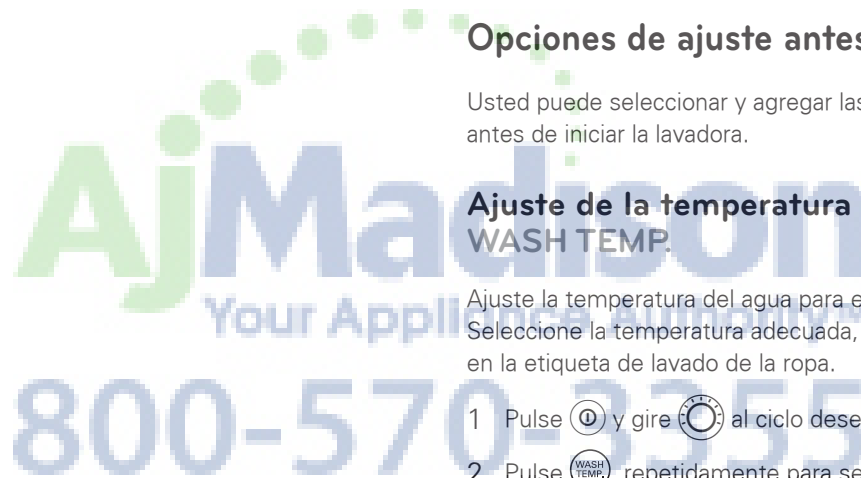 Opciones de ajuste antes
Usted puede seleccionar y agregar las
antes de iniciar la lavadora.
AjMadison
Ajuste de la temperatura
WASH TEMP.
Your Appliance Authority™
Ajuste la temperatura del agua para e
Seleccione la temperatura adecuada,
en la etiqueta de lavado de la ropa.
800-570-3355
1 Pulse y gire al ciclo dese
2 Pulse WASH TEMP. repetidamente para se